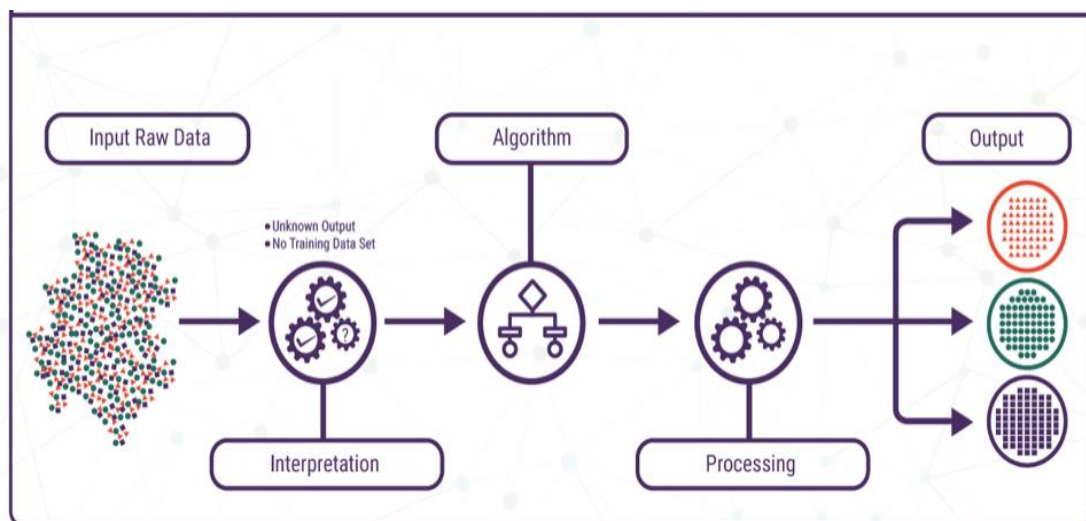 Input Raw Data
Algorithm
Output
• Unknown Output
• No Training Data Set
?
Interpretation
Processing